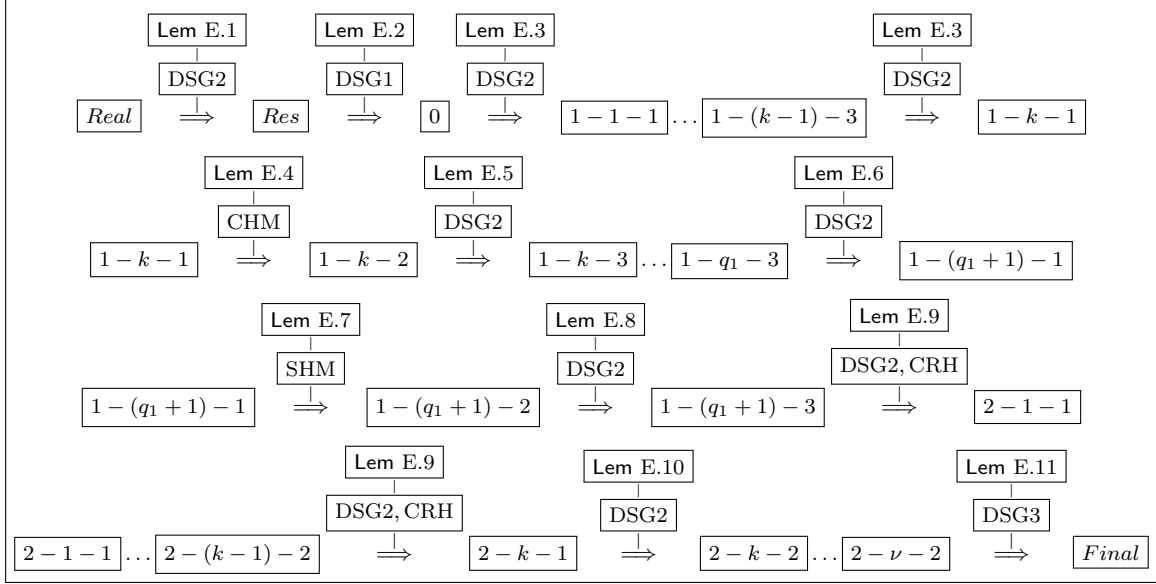 Lem E.1 Lem E.2 Lem E.3 Lem E.3
DSG2 DSG1 DSG2 DSG2
Real ⟹ Res ⟹ 0 ⟹ 1 − 1 − 1 … 1 − (k − 1) − 3 ⟹ 1 − k − 1
Lem E.4 Lem E.5 Lem E.6
CHM DSG2 DSG2
1 − k − 1 ⟹ 1 − k − 2 ⟹ 1 − k − 3 … 1 − q₁ − 3 ⟹ 1 − (q₁ + 1) − 1
Lem E.7 Lem E.8 Lem E.9
SHM DSG2 DSG2, CRH
1 − (q₁ + 1) − 1 ⟹ 1 − (q₁ + 1) − 2 ⟹ 1 − (q₁ + 1) − 3 ⟹ 2 − 1 − 1
Lem E.9 Lem E.10 Lem E.11
DSG2, CRH DSG2 DSG3
2 − 1 − 1 … 2 − (k − 1) − 2 ⟹ 2 − k − 1 ⟹ 2 − k − 2 … 2 − ν − 2 ⟹ Final